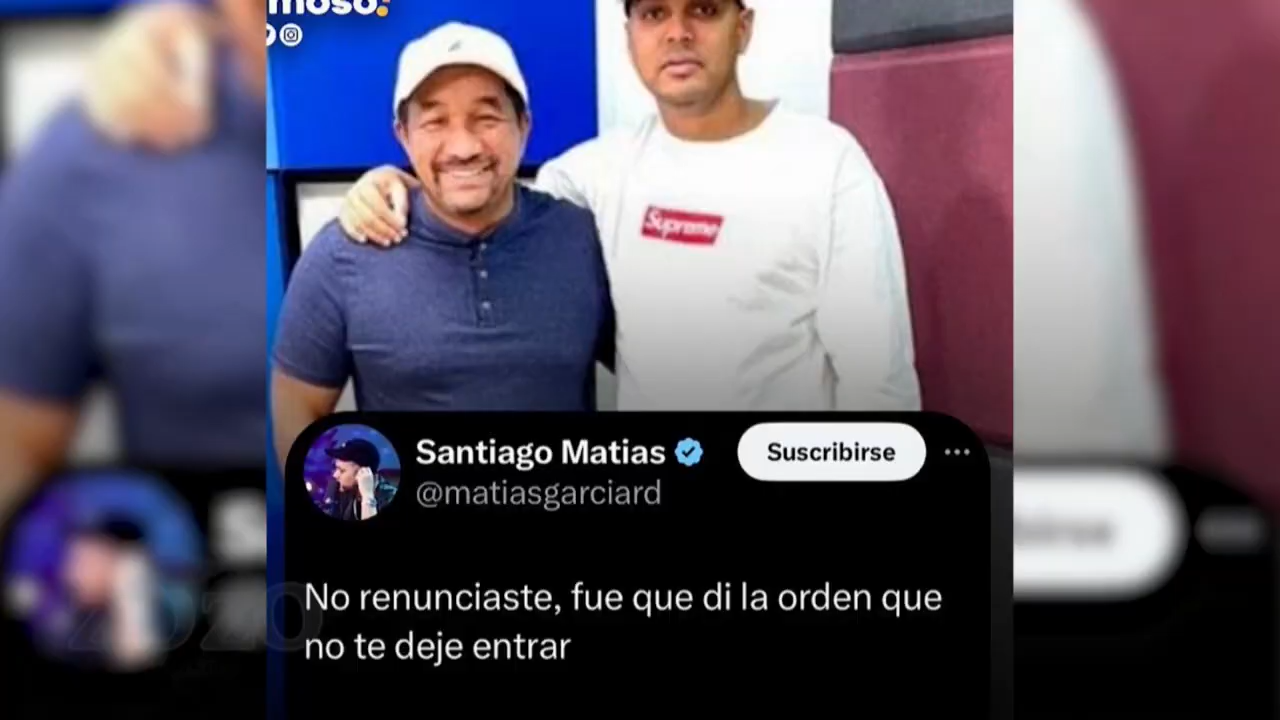 moso:
Supreme
Santiago Matias
@matiasgarciard
Suscribirse
No renunciaste, fue que di la orden que
no te deje entrar